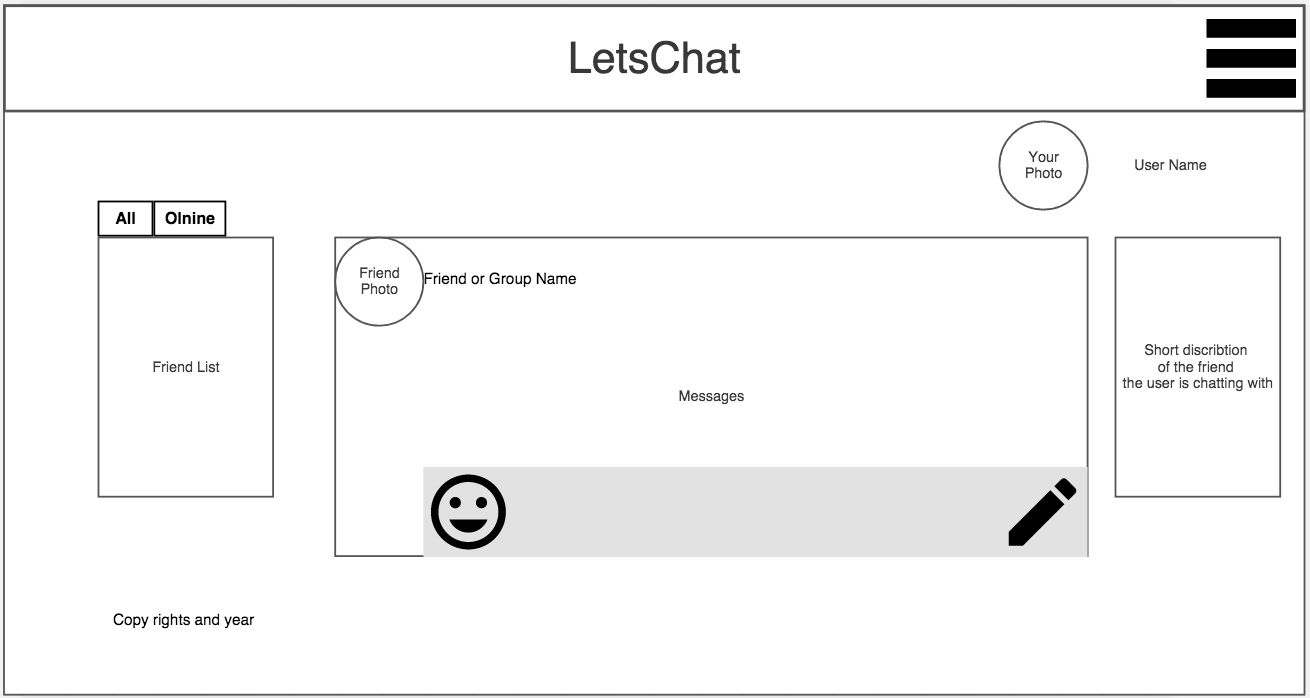 LetsChat
Your
Photo
User Name
All
Olnine
Friend
Photo
Friend or Group Name
Friend List
Short discribtion
of the friend
the user is chatting with
Messages
Copy rights and year